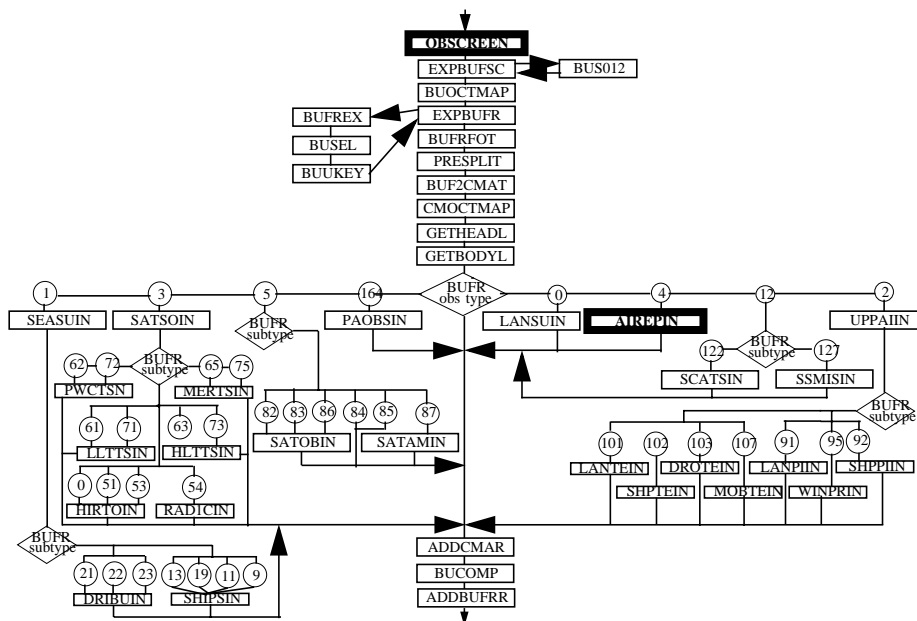 OBSCREEN
EXPBUFSC
BUS012
BUOCTMAP
BUFREX
EXPBUFR
BUSEL
BUFRFOT
BUUKEY
PRESPLIT
BUF2CMAT
CMOCTMAP
GETHEADL
GETBODYL
1
3
5
164
BUFR
obs type
0
4
12
2
SEASUIN
SATSOIN
BUFR
subtype
PAOBSIN
LANSUIN
AIREPIN
UPPAIIN
62
72
BUFR
subtype
65
75
122
BUFR
subtype
127
PWCTSN
MERTSIN
SCATSIN
SSMISIN
61
71
63
73
82
83
86
84
85
87
BUFR
subtype
LLTTSIN
HLTTSIN
SATOBIN
SATAMIN
101
102
103
107
91
95
92
LANTEIN
DROTEIN
LANPIIN
SHPPIIN
0
51
53
54
SHPTEIN
MOBTEIN
WINPRIN
HIRTOIN
RADICIN
BUFR
subtype
ADDCMAR
21
22
23
13
19
11
9
BUCOMP
DRIBUIN
SHIPSIN
ADDBUFRR